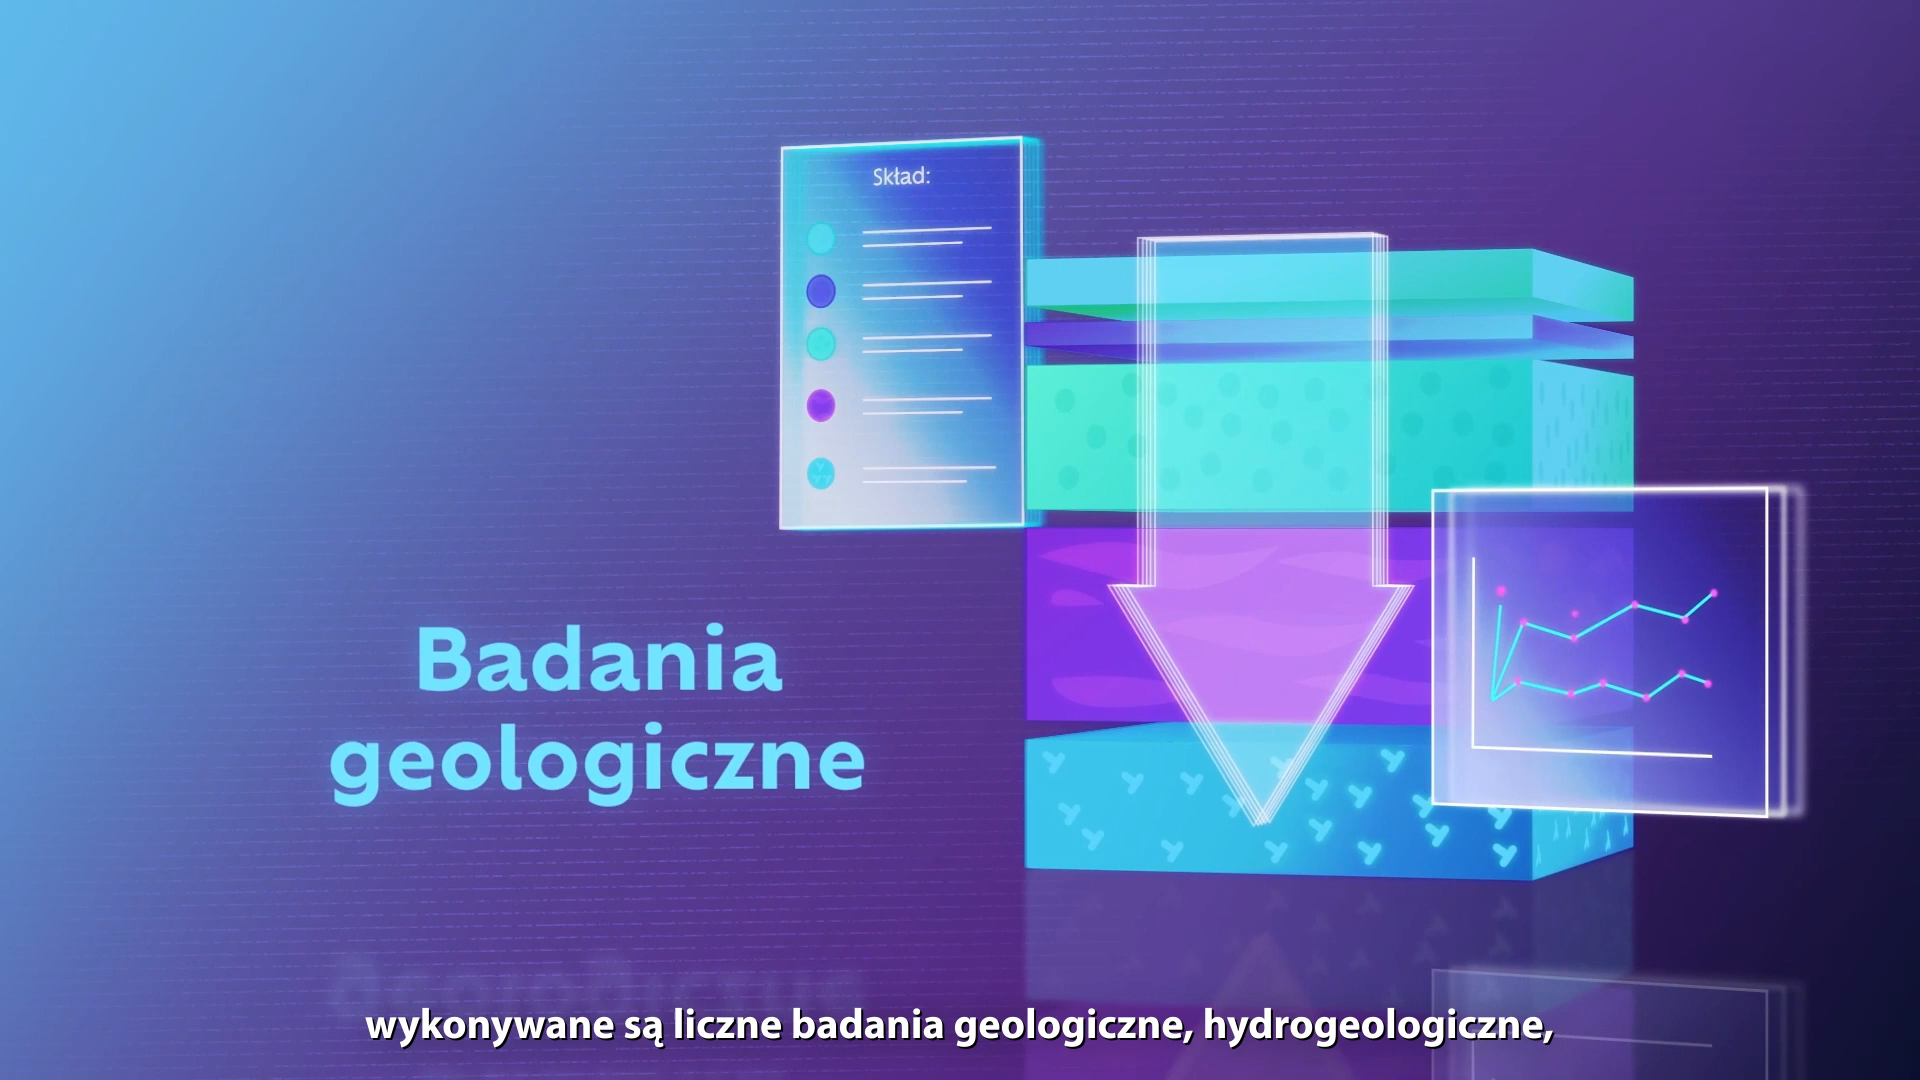 Skład:
Badania
geologiczne
wykonywane są liczne badania geologiczne, hydrogeologiczne,